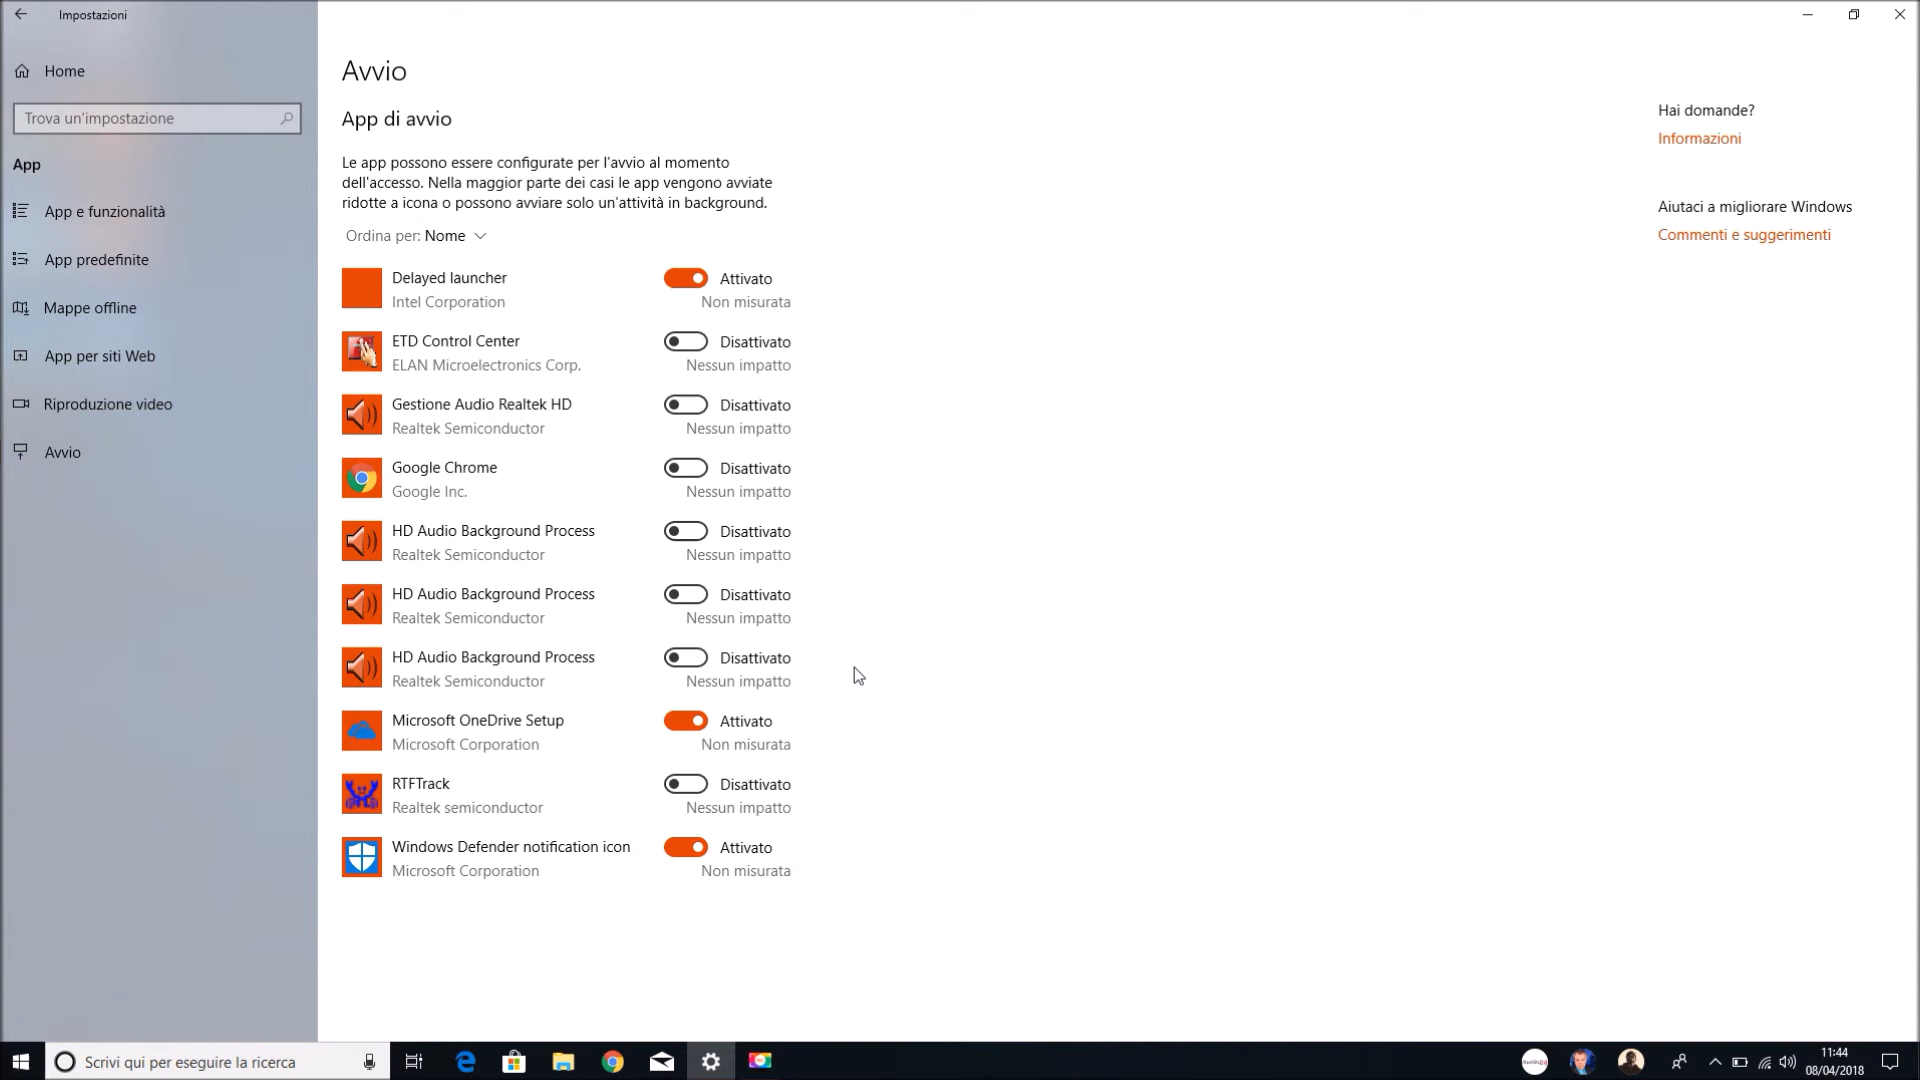 Impostazioni
Home
Trova un'impostazione
App
App e funzionalità
App predefinite
Mappe offline
App per siti Web
Riproduzione video
Avvio
Avvio
App di avvio
Le app possono essere configurate per l'avvio al momento
dell'accesso. Nella maggior parte dei casi le app vengono avviate
ridotte a icona o possono avviare solo un'attività in background.
Ordina per: Nome
Delayed launcher
Attivato
Intel Corporation
Non misurata
ETD Control Center
Disattivato
ELAN Microelectronics Corp.
Nessun impatto
Gestione Audio Realtek HD
Disattivato
Realtek Semiconductor
Nessun impatto
Google Chrome
Disattivato
Google Inc.
Nessun impatto
HD Audio Background Process
Disattivato
Realtek Semiconductor
Nessun impatto
HD Audio Background Process
Disattivato
Realtek Semiconductor
Nessun impatto
HD Audio Background Process
Disattivato
Realtek Semiconductor
Nessun impatto
Microsoft OneDrive Setup
Attivato
Microsoft Corporation
Non misurata
RTFTrack
Disattivato
Realtek semiconductor
Nessun impatto
Windows Defender notification icon
Attivato
Microsoft Corporation
Non misurata
Hai domande?
Informazioni
Aiutaci a migliorare Windows
Commenti e suggerimenti
Scrivi qui per eseguire la ricerca
11:44
08/04/2018